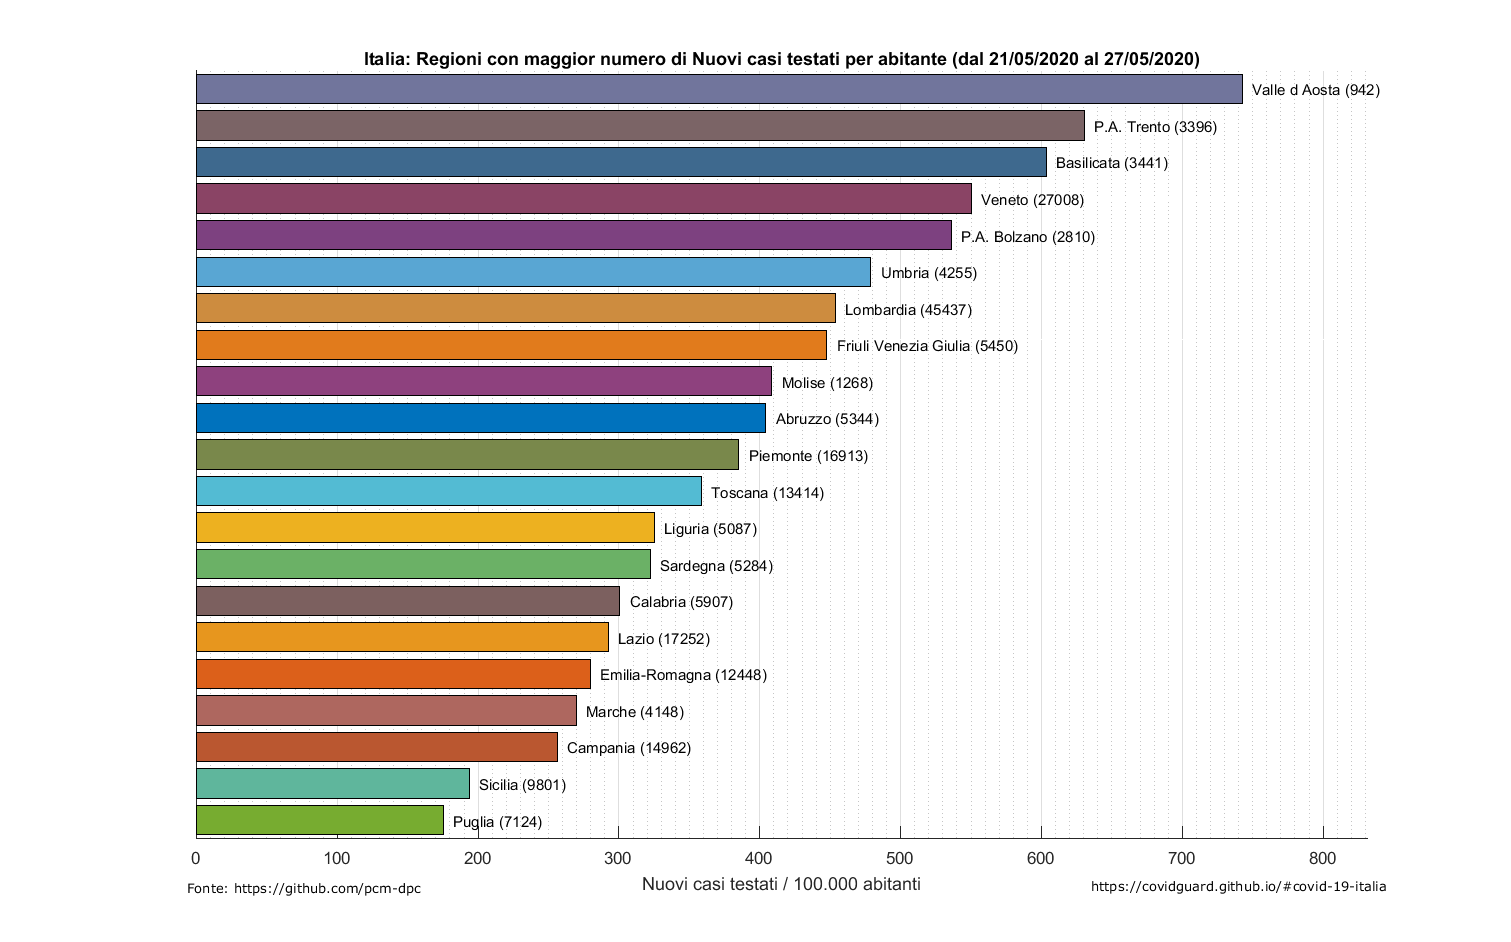 Italia: Regioni con maggior numero di Nuovi casi testati per abitante (dal 21/05/2020 al 27/05/2020)
Valle d Aosta (942)
P.A. Trento (3396)
Basilicata (3441)
Veneto (27008)
P.A. Bolzano (2810)
Umbria (4255)
Lombardia (45437)
Friuli Venezia Giulia (5450)
Molise (1268)
Abruzzo (5344)
Piemonte (16913)
Toscana (13414)
Liguria (5087)
Sardegna (5284)
Calabria (5907)
Lazio (17252)
Emilia-Romagna (12448)
Marche (4148)
Campania (14962)
Sicilia (9801)
Puglia (7124)
0 100 200 300 400 500 600 700 800
Nuovi casi testati / 100.000 abitanti
Fonte: https://github.com/pcm-dpc
https://covidguard.github.io/#covid-19-italia